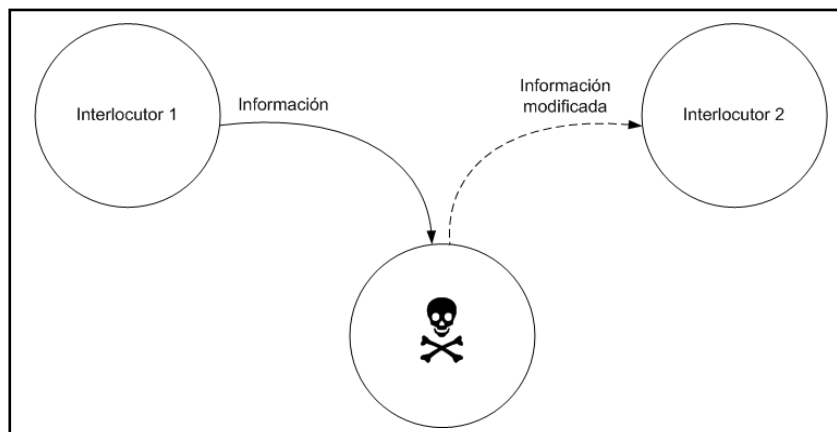 Interlocutor 1
Información
Información
modificada
Interlocutor 2